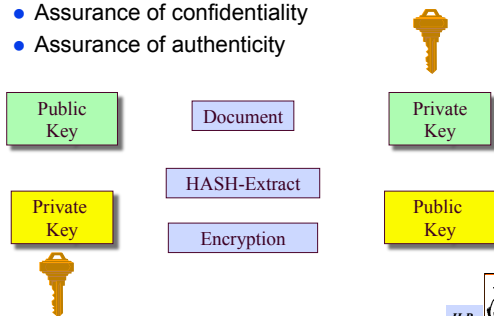 Assurance of confidentiality
Assurance of authenticity
Public
Key
Document
Private
Key
HASH-Extract
Private
Key
Public
Key
Encryption